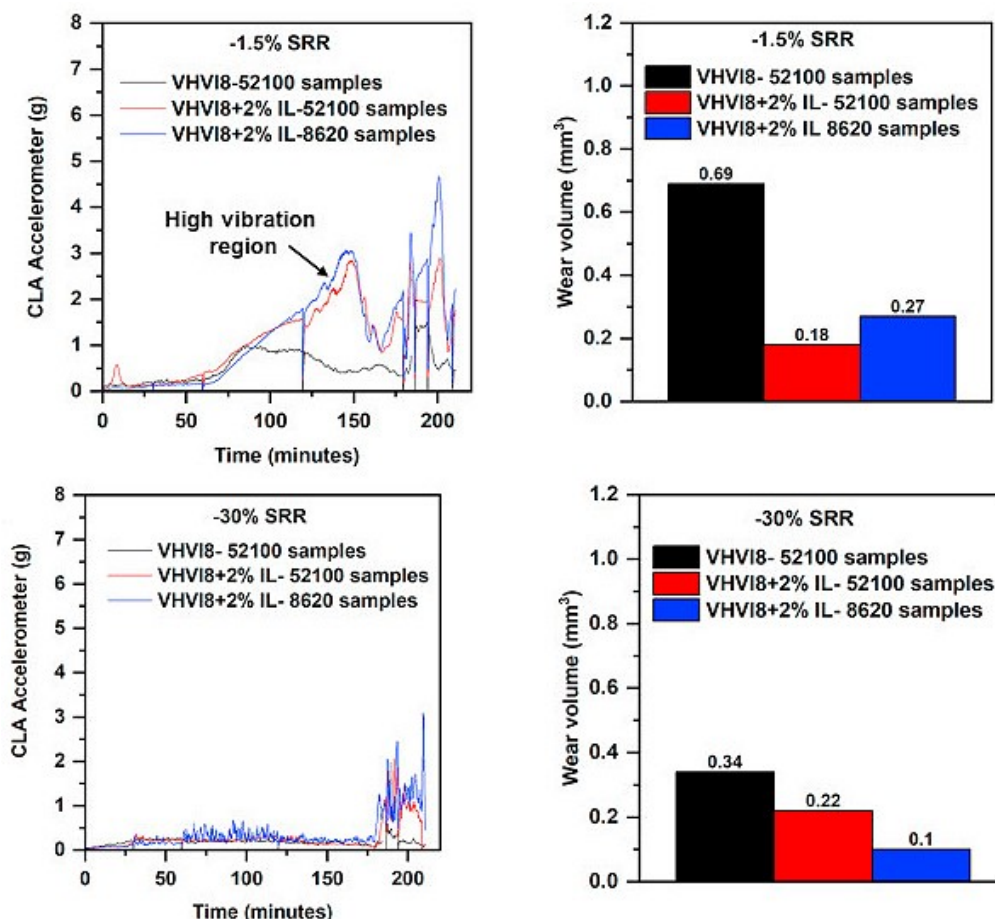 8
7
6
5
4
3
2
1
0
CLA Accelerometer (g)
-1.5% SRR
VHVI8-52100 samples
VHVI8+2% IL-52100 samples
VHVI8+2% IL-8620 samples
High vibration
region
0 50 100 150 200
Time (minutes)
1.2
1.0
0.8
0.6
0.4
0.2
0.0
Wear volume (mm³)
-1.5% SRR
VHVI8- 52100 samples
VHVI8+2% IL- 52100 samples
VHVI8+2% IL 8620 samples
0.69
0.18
0.27
8
7
6
5
4
3
2
1
0
CLA Accelerometer (g)
-30% SRR
VHVI8- 52100 samples
VHVI8+2% IL- 52100 samples
VHVI8+2% IL- 8620 samples
0 50 100 150 200
Time (minutes)
1.2
1.0
0.8
0.6
0.4
0.2
0.0
Wear volume (mm³)
-30% SRR
VHVI8- 52100 samples
VHVI8+2% IL- 52100 samples
VHVI8+2% IL- 8620 samples
0.34
0.22
0.1